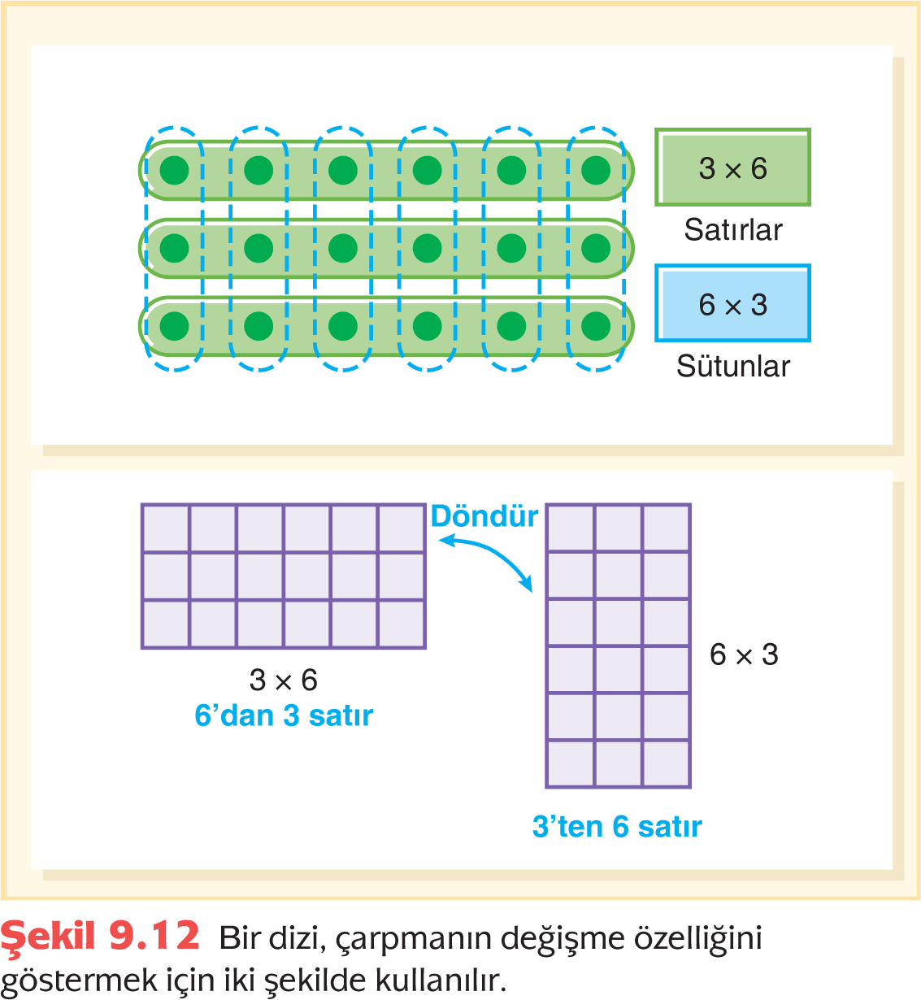 3 × 6
Satırlar
6 × 3
Sütunlar
Döndür
3 × 6
6’dan 3 satır
6 × 3
3’ten 6 satır
Şekil 9.12 Bir dizi, çarpmanın değişme özelliğini
göstermek için iki şekilde kullanılır.